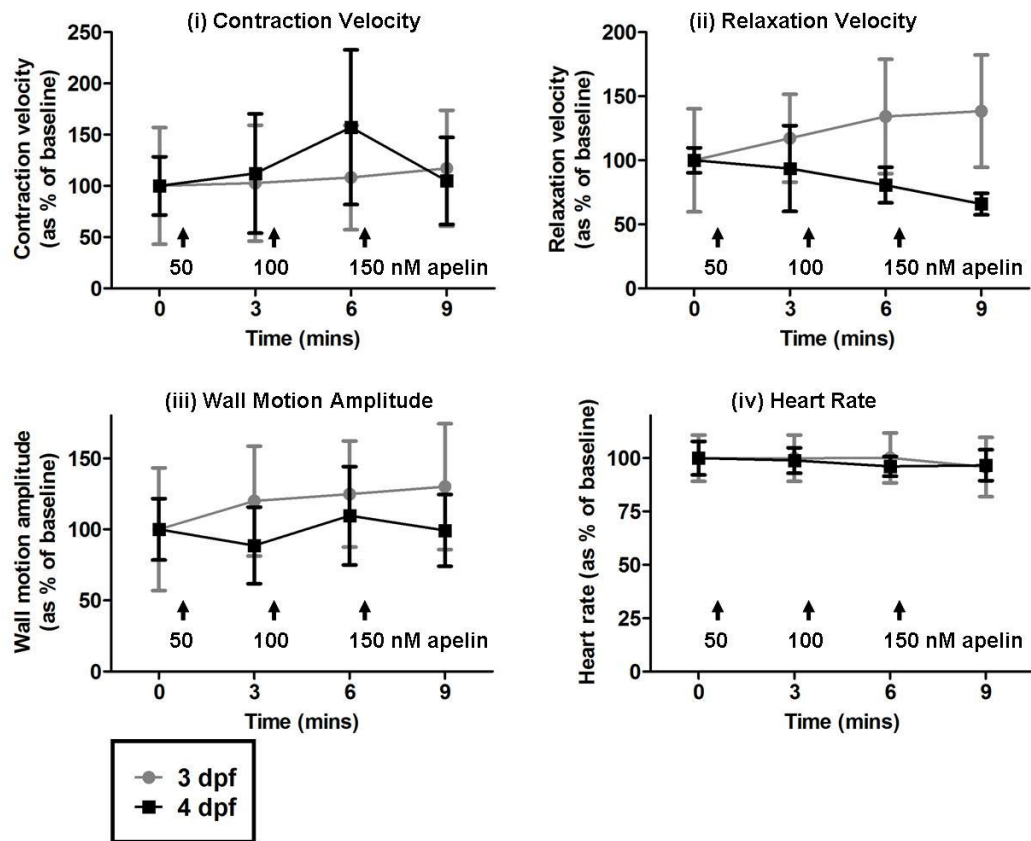 (i) Contraction Velocity
Contraction velocity
(as % of baseline)
250
200
150
100
50
0
50
100
150 nM apelin
0
3
6
9
Time (mins)
(ii) Relaxation Velocity
Relaxation velocity
(as % of baseline)
200
150
100
50
0
50
100
150 nM apelin
0
3
6
9
Time (mins)
(iii) Wall Motion Amplitude
Wall motion amplitude
(as % of baseline)
150
100
50
0
50
100
150 nM apelin
0
3
6
9
Time (mins)
(iv) Heart Rate
Heart rate (as % of baseline)
100
75
50
25
0
50
100
150 nM apelin
0
3
6
9
Time (mins)
3 dpf
4 dpf